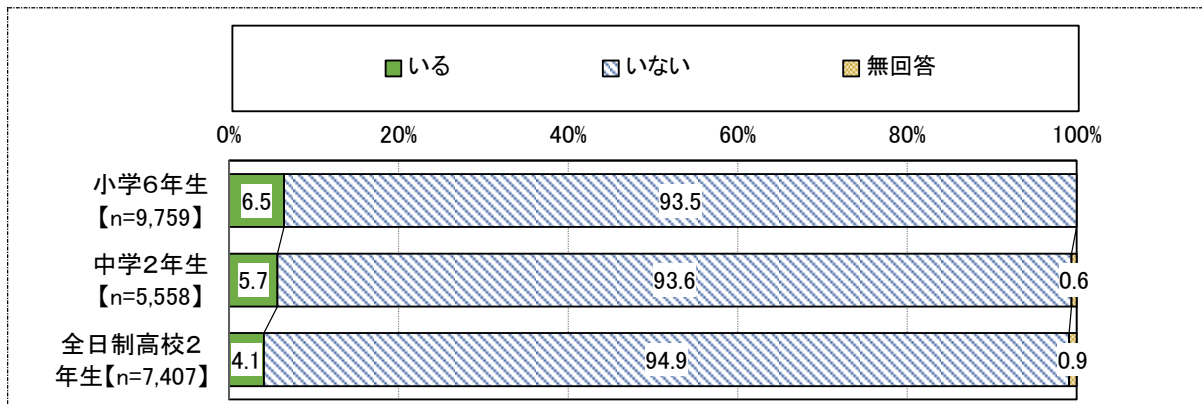 いる いない 無回答
0% 20% 40% 60% 80% 100%
小学6年生
【n=9,759】
6.5 93.5
中学2年生
【n=5,558】
5.7 93.6 0.6
全日制高校2
年生【n=7,407】
4.1 94.9 0.9